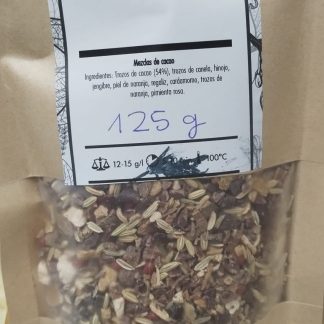 Mezclas de cacao
Ingredientes: Trozos de cacao (54%), trozos de canela, hinojo,
jengibre, piel de naranja, regaliz, cardamomo, trozos de
naranja, pimienta rosa.
125 g
12-15 g/l
100°C